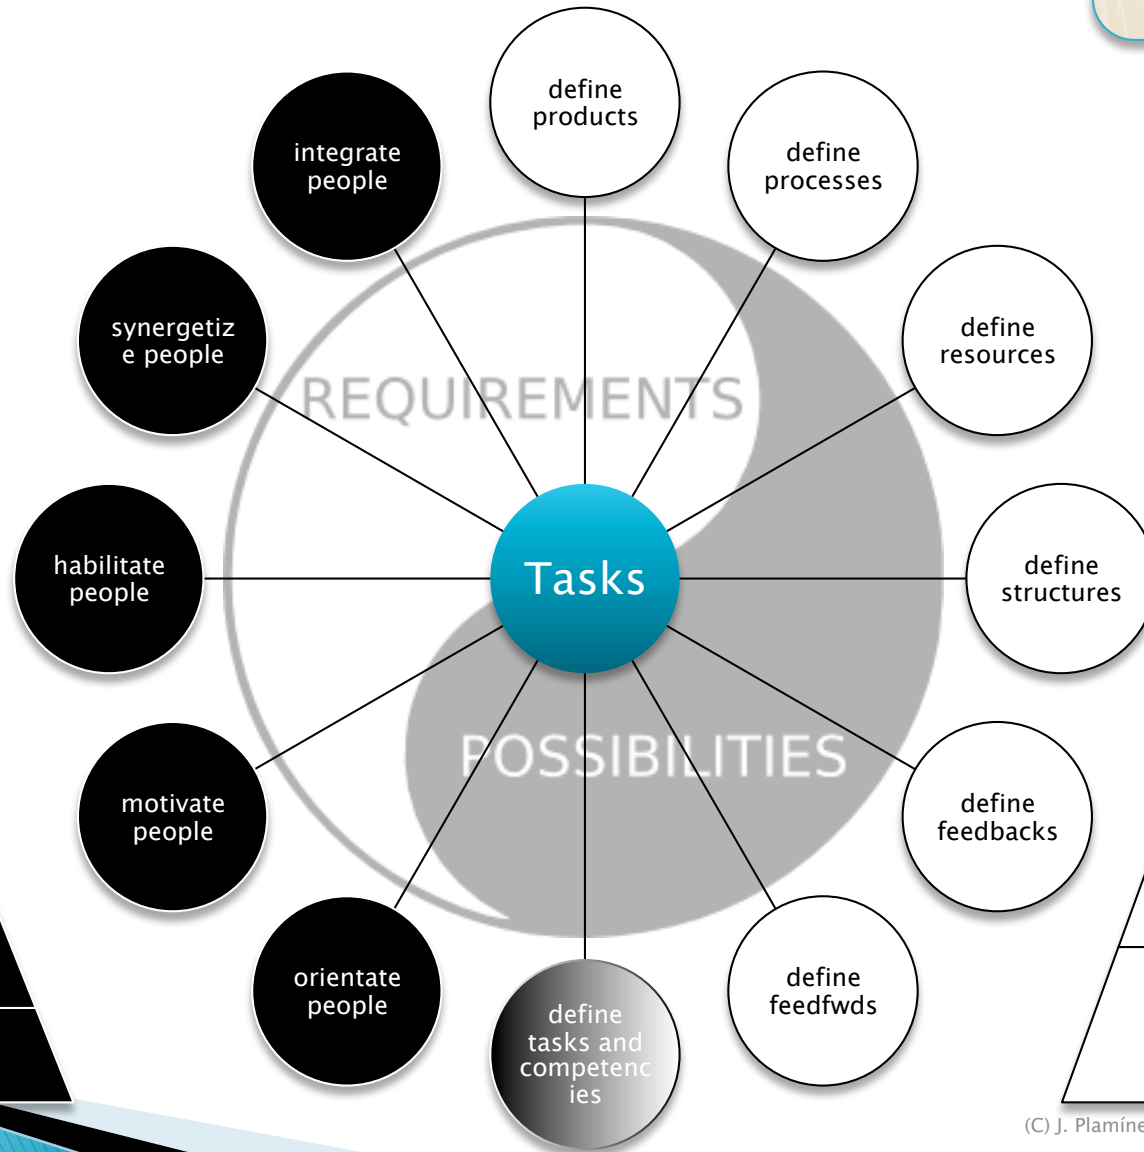 define
products
define
processes
define
resources
define
structures
define
feedbacks
define
feedfwds
define
tasks and
competenc
ies
orientate
people
motivate
people
habilitate
people
synergetiz
e people
integrate
people
REQUIREMENTS
Tasks
POSSIBILITIES
(C) J. Plamíne